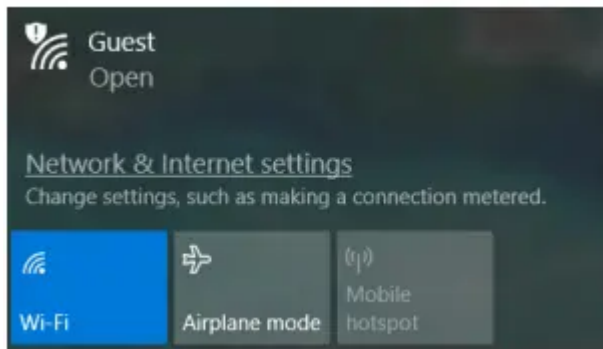 Guest
Open
Network & Internet settings
Change settings, such as making a connection metered.
Wi-Fi
Airplane mode
Mobile
hotspot